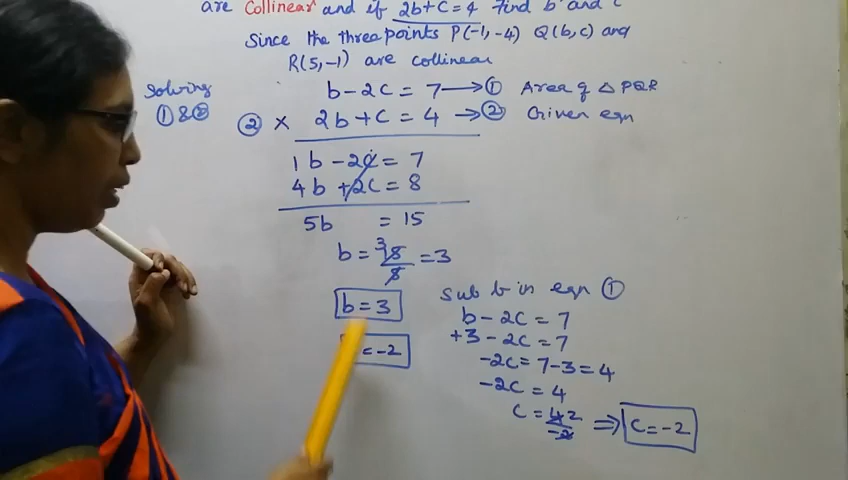 are Collinear and if 2b+c=4 Find b and c
Since the three points P(-1,-4) Q(b,c) and
R(5,-1) are collinear
Solving
① & ②
b-2c = 7 → ① Area of △ PQR
② × 2b+c = 4 → ② Given eqn
1b -2c = 7
4b +2c = 8
5b = 15
b = 15/5 = 3
b = 3
= -2
Sub b in eqn ①
b - 2c = 7
+3 - 2c = 7
-2c = 7-3 = 4
-2c = 4
c = 4 2/-2 ⇒ c = -2